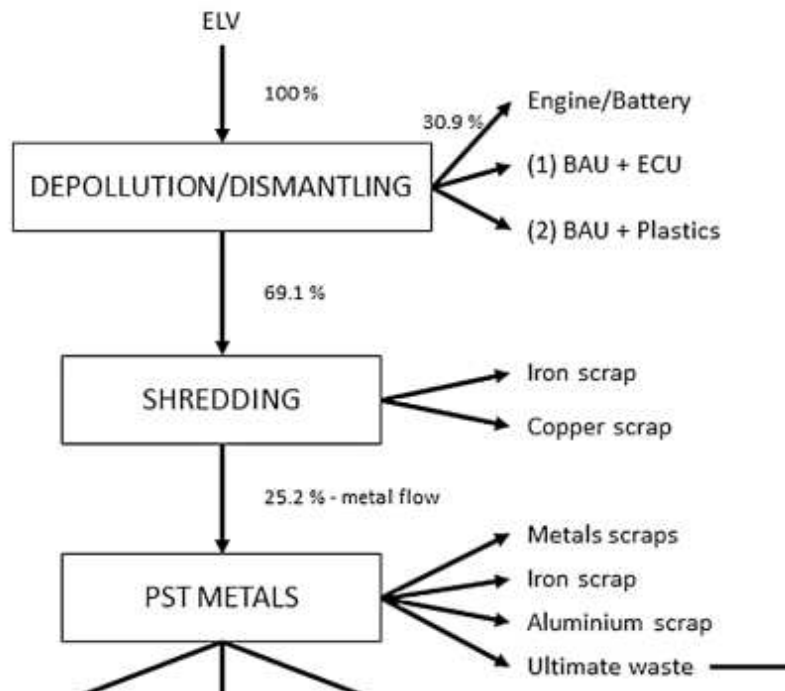 ELV
100 %
30.9 %
Engine/Battery
DEPOLLUTION/DISMANTLING
(1) BAU + ECU
(2) BAU + Plastics
69.1 %
SHREDDING
Iron scrap
Copper scrap
25.2 % - metal flow
PST METALS
Metals scraps
Iron scrap
Aluminium scrap
Ultimate waste